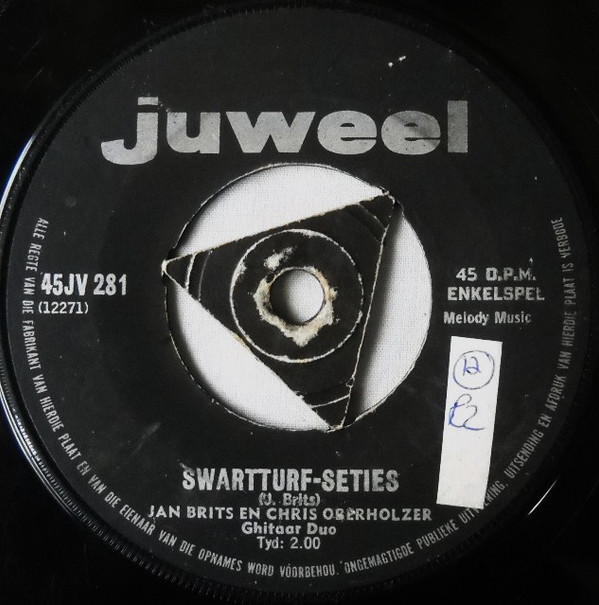 juweel
45JV 281
(12271)
45 O.P.M.
ENKELSPEL
Melody Music
12
SWARTTURF-SETIES
(J. Brits)
JAN BRITS EN CHRIS OBERHOLZER
Ghitaar Duo
Tyd: 2.00
ALLE REGTE VAN DIE FABRIKANT VAN HIERDIE PLAAT EN VAN DIE EIENAAR VAN DIE OPNAMES WORD VOORBEHOU. ONGEMAGTIGDE PUBLIEKE UITSENDING EN AFDRUK VAN HIERDIE PLAAT IS VERBODE